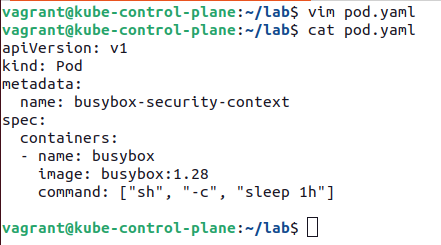 vagrant@kube-control-plane:~/lab$ vim pod.yaml
vagrant@kube-control-plane:~/lab$ cat pod.yaml
apiVersion: v1
kind: Pod
metadata:
  name: busybox-security-context
spec:
  containers:
  - name: busybox
    image: busybox:1.28
    command: ["sh", "-c", "sleep 1h"]
vagrant@kube-control-plane:~/lab$